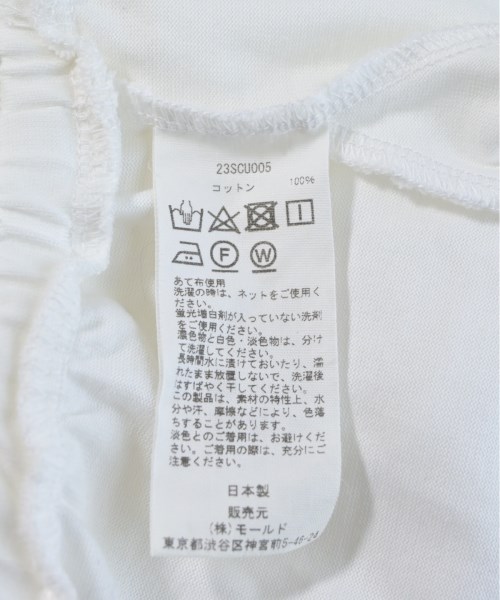 23SCU005
コットン 100%
F W
あて布使用
洗濯の時は、ネットをご使用く
ださい。
蛍光増白剤が入っていない洗剤
をご使用ください。
濃色物と白色・淡色物は、分け
て洗濯してください。
長時間水に漬けておいたり、濡
れたまま放置しないで、洗濯後
はすばやく干してください。
この製品は、素材の特性上、水
分や汗、摩擦などにより、色落
ちすることがあります。
淡色とのご着用は、お避けくだ
さい。ご着用の際は、充分にご
注意ください。
日本製
販売元
(株)モールド
東京都渋谷区神宮前5-46-24